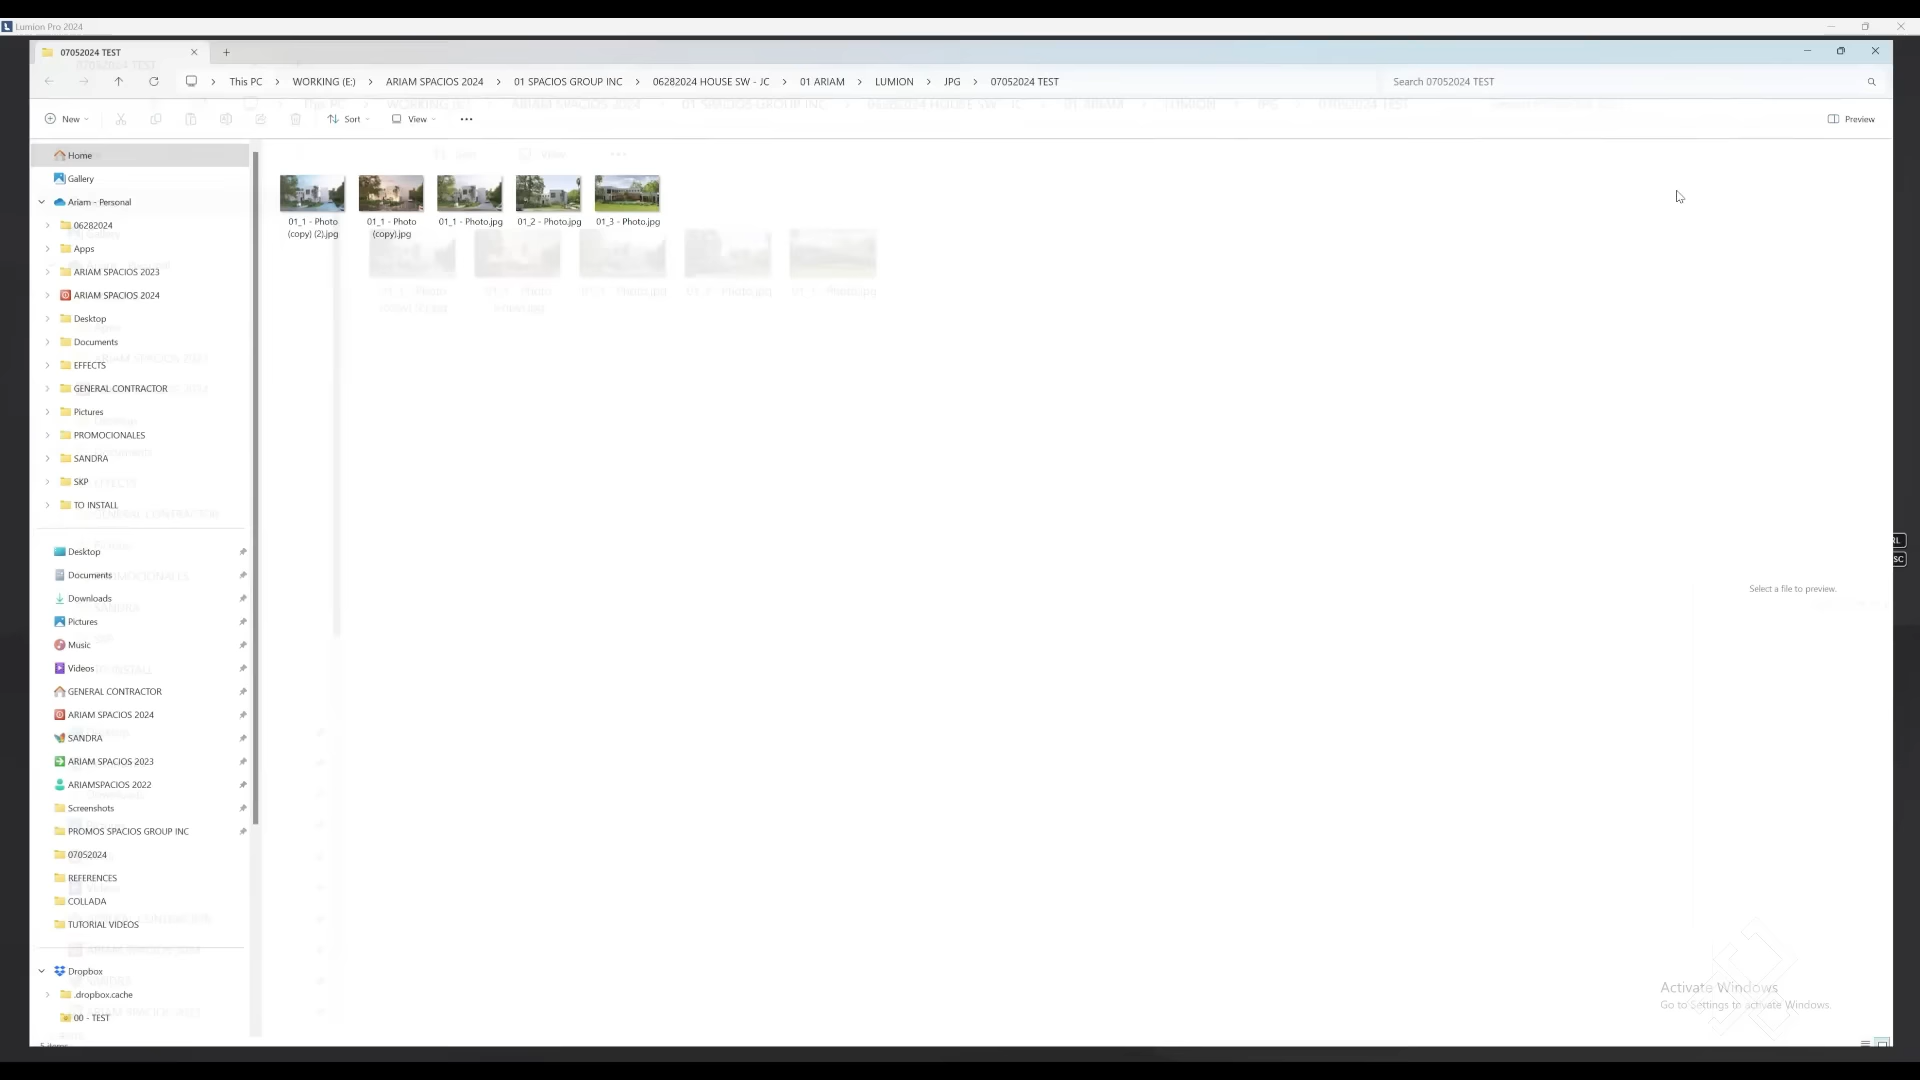 Lumion Pro 2024
07052024 TEST
This PC > WORKING (E:) > ARIAM SPACIOS 2024 > 01 SPACIOS GROUP INC > 06282024 HOUSE SW - JC > 01 ARIAM > LUMION > JPG > 07052024 TEST
Search 07052024 TEST
New
Sort
View
Preview
Home
Gallery
Ariam - Personal
06282024
Apps
ARIAM SPACIOS 2023
ARIAM SPACIOS 2024
Desktop
Documents
EFFECTS
GENERAL CONTRACTOR
Pictures
PROMOCIONALES
SANDRA
SKP
TO INSTALL
Desktop
Documents
Downloads
Pictures
Music
Videos
GENERAL CONTRACTOR
ARIAM SPACIOS 2024
SANDRA
ARIAM SPACIOS 2023
ARIAMSPACIOS 2022
Screenshots
PROMOS SPACIOS GROUP INC
07052024
REFERENCES
COLLADA
TUTORIAL VIDEOS
Dropbox
.dropbox.cache
00 - TEST
5 items
01_1 - Photo
(copy) (2).jpg
01_1 - Photo
(copy).jpg
01_1 - Photo.jpg
01_2 - Photo.jpg
01_3 - Photo.jpg
Select a file to preview.
Activate Windows
Go to Settings to activate Windows.